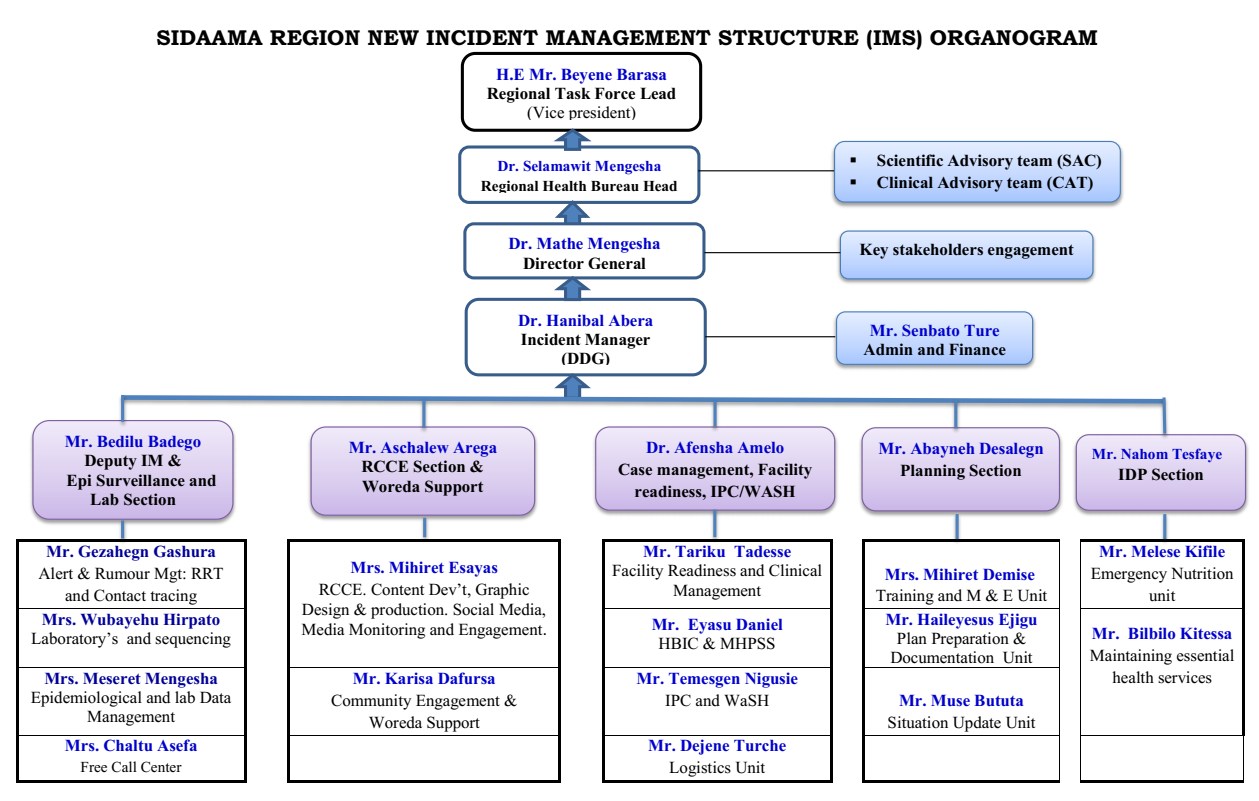 SIDAAMA REGION NEW INCIDENT MANAGEMENT STRUCTURE (IMS) ORGANOGRAM
H.E Mr. Beyene Barasa
Regional Task Force Lead
(Vice president)
Dr. Selamawit Mengesha
Regional Health Bureau Head
▪ Scientific Advisory team (SAC)
▪ Clinical Advisory team (CAT)
Dr. Mathe Mengesha
Director General
Key stakeholders engagement
Dr. Hanibal Abera
Incident Manager
(DDG)
Mr. Senbato Ture
Admin and Finance
Mr. Bedilu Badego
Deputy IM &
Epi Surveillance and
Lab Section
Mr. Aschalew Arega
RCCE Section &
Woreda Support
Dr. Afensha Amelo
Case management, Facility
readiness, IPC/WASH
Mr. Abayneh Desalegn
Planning Section
Mr. Nahom Tesfaye
IDP Section
Mr. Gezahegn Gashura
Alert & Rumour Mgt: RRT
and Contact tracing
Mrs. Wubayehu Hirpato
Laboratory's and sequencing
Mrs. Meseret Mengesha
Epidemiological and lab Data
Management
Mrs. Chaltu Asefa
Free Call Center
Mrs. Mihiret Esayas
RCCE. Content Dev't, Graphic
Design & production. Social Media,
Media Monitoring and Engagement.
Mr. Karisa Dafursa
Community Engagement &
Woreda Support
Mr. Tariku Tadesse
Facility Readiness and Clinical
Management
Mr. Eyasu Daniel
HBIC & MHPSS
Mr. Temesgen Nigusie
IPC and WaSH
Mr. Dejene Turche
Logistics Unit
Mrs. Mihiret Demise
Training and M & E Unit
Mr. Haileyesus Ejigu
Plan Preparation &
Documentation Unit
Mr. Muse Bututa
Situation Update Unit
Mr. Melese Kifile
Emergency Nutrition
unit
Mr. Bilbilo Kitessa
Maintaining essential
health services